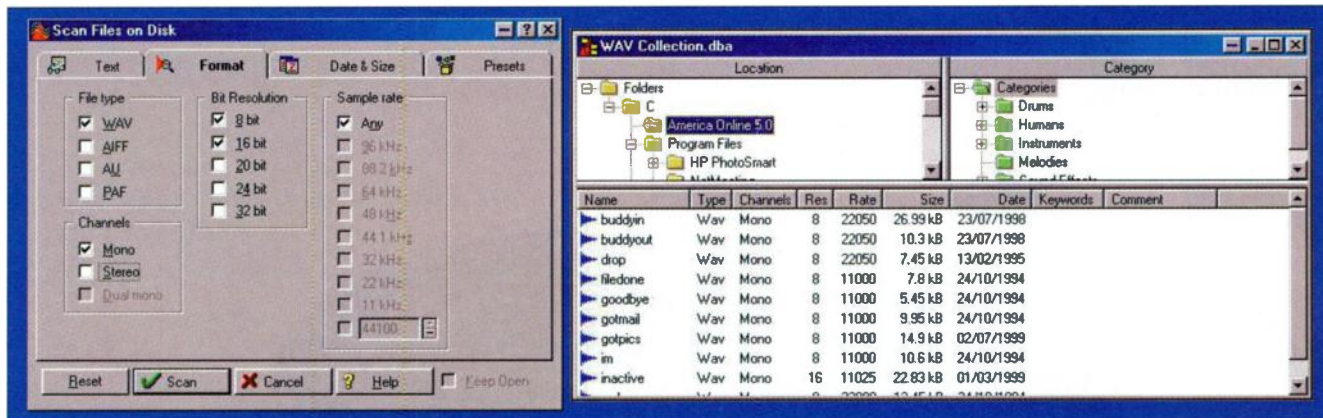 Scan Files on Disk
Text Format Date & Size Presets
File type
WAV
AIFF
AU
PAF
Channels
Mono
Stereo
Dual mono
Bit Resolution
8 bit
16 bit
20 bit
24 bit
32 bit
Sample rate
Any
96 kHz
88.2 kHz
64 kHz
48 kHz
44.1 kHz
32 kHz
22 kHz
11 kHz
44100
Reset Scan Cancel Help Keep Open
WAV Collection.dba
Location
Folders
C
America Online 5.0
Program Files
HP PhotoSmart
NetMeeting
Category
Categories
Drums
Humans
Instruments
Melodies
Sound Effects
Name Type Channels Res Rate Size Date Keywords Comment
buddyin Wav Mono 8 22050 26.99 kB 23/07/1998
buddyout Wav Mono 8 22050 10.3 kB 23/07/1998
drop Wav Mono 8 22050 7.45 kB 13/02/1995
filedone Wav Mono 8 11000 7.8 kB 24/10/1994
goodbye Wav Mono 8 11000 5.45 kB 24/10/1994
gotmail Wav Mono 8 11000 9.95 kB 24/10/1994
gotpics Wav Mono 8 11000 14.9 kB 02/07/1999
im Wav Mono 8 11000 10.6 kB 24/10/1994
inactive Wav Mono 16 11025 22.83 kB 01/03/1999